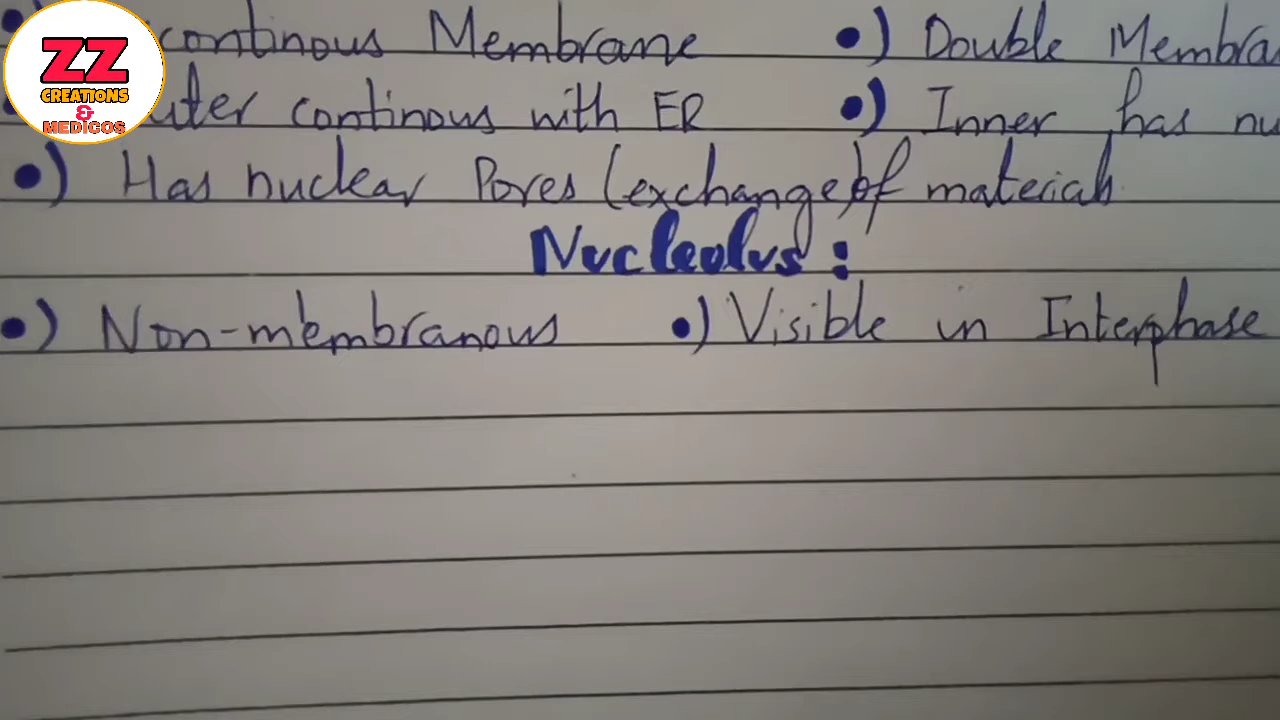 ZZ
CREATIONS
&
MEDICOS
continous Membrane •) Double Membra
uter continous with ER •) Inner has nu
•) Has nuclear Pores (exchange) of materials
Nucleolus :
•) Non-membranous •) Visible in Interphase